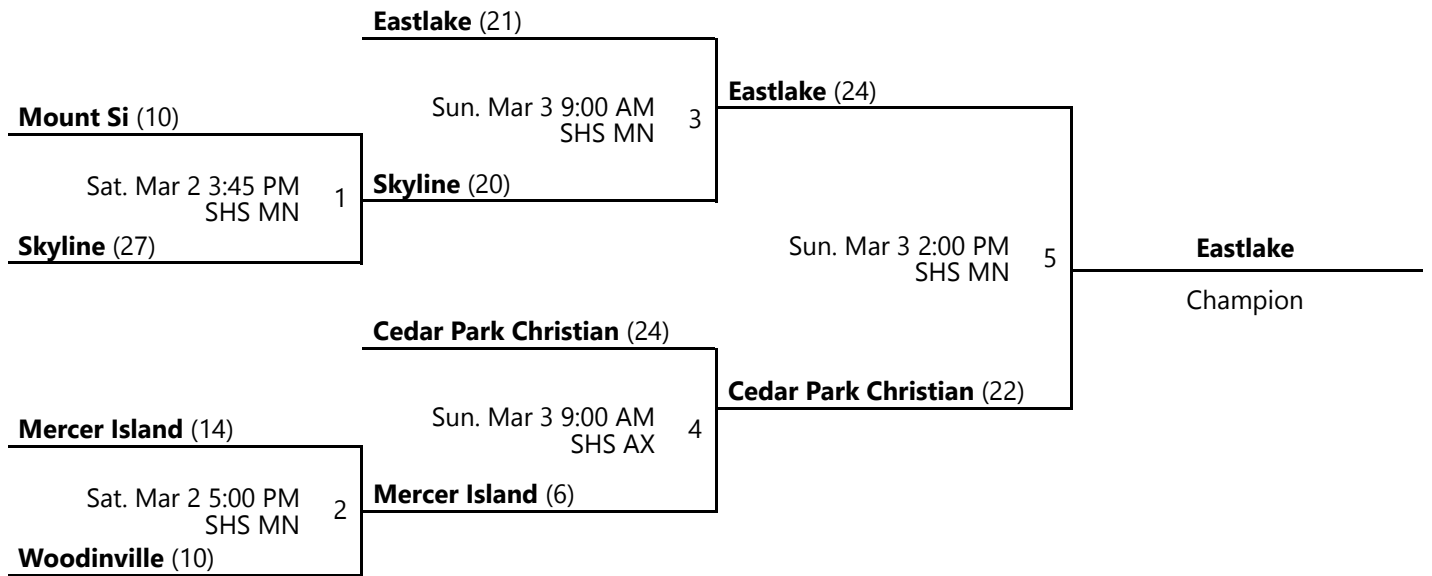 Eastlake (21)
Mount Si (10)
Sun. Mar 3 9:00 AM
SHS MN
3
Eastlake (24)
Sat. Mar 2 3:45 PM
SHS MN
1
Skyline (20)
Skyline (27)
Sun. Mar 3 2:00 PM
SHS MN
5
Eastlake
Champion
Cedar Park Christian (24)
Mercer Island (14)
Sun. Mar 3 9:00 AM
SHS AX
4
Cedar Park Christian (22)
Sat. Mar 2 5:00 PM
SHS MN
2
Mercer Island (6)
Woodinville (10)